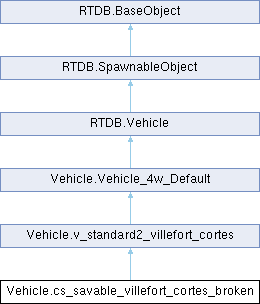 RTDB.BaseObject
RTDB.SpawnableObject
RTDB.Vehicle
Vehicle.Vehicle_4w_Default
Vehicle.v_standard2_villefort_cortes
Vehicle.cs_savable_villefort_cortes_broken